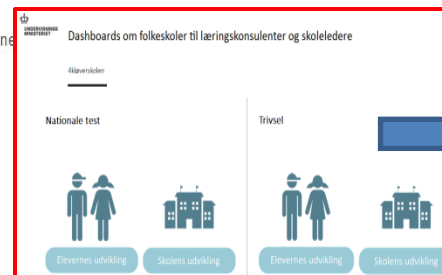 UNDERVISNINGS
MINISTERIET
ne
Dashboards om folkeskoler til læringskonsulenter og skoleledere
4kløverskolen
Nationale test
Trivsel
Elevernes udvikling
Skolens udvikling
Elevernes udvikling
Skolens udvikling